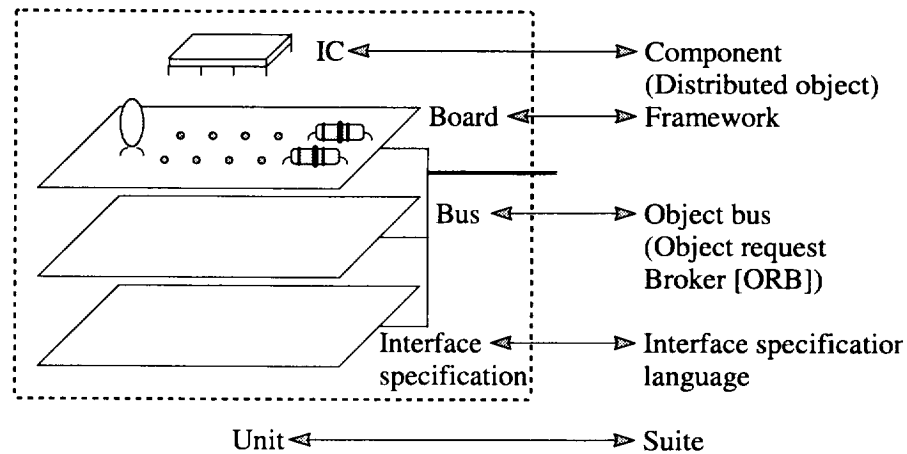 IC
Component
(Distributed object)
Board
Framework
Bus
Object bus
(Object request
Broker [ORB])
Interface
specification
Interface specification
language
Unit
Suite